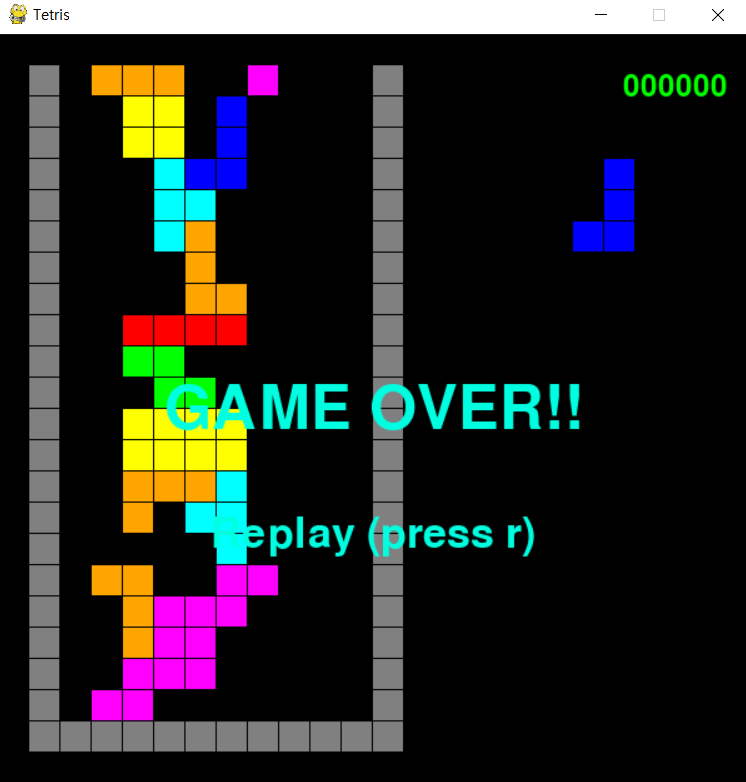 Tetris
000000
GAME OVER!!
Replay (press r)